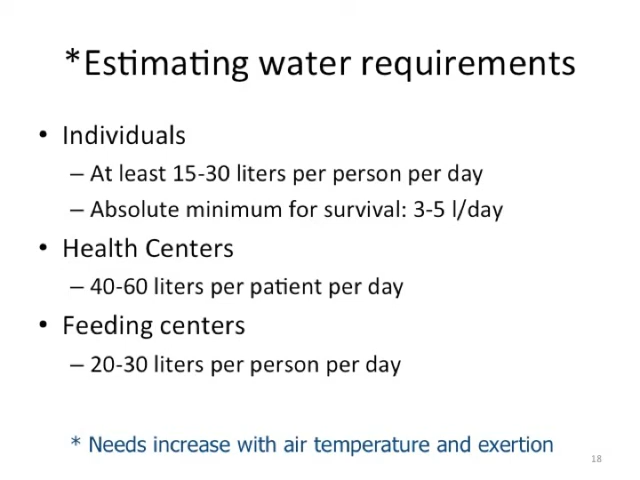 *Estimating water requirements
• Individuals
– At least 15-30 liters per person per day
– Absolute minimum for survival: 3-5 l/day
• Health Centers
– 40-60 liters per patient per day
• Feeding centers
– 20-30 liters per person per day
* Needs increase with air temperature and exertion
18